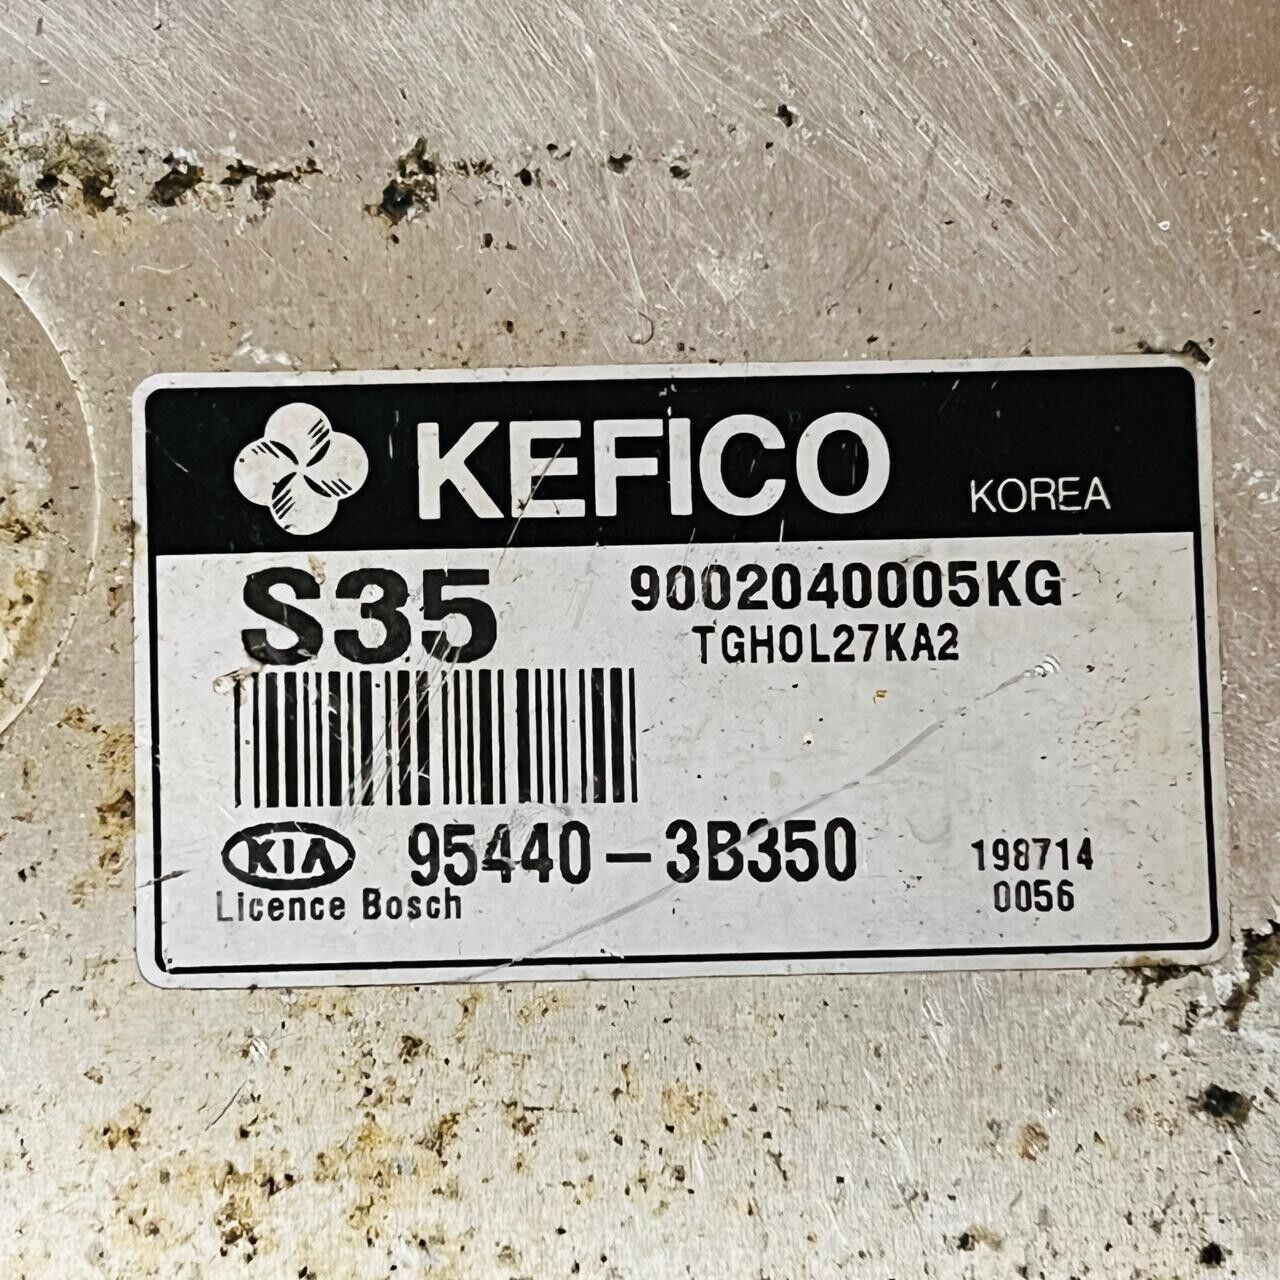 KEFICO KOREA
S35 9002040005KG
TGHOL27KA2
KIA 95440-3B350 198714
Licence Bosch 0056